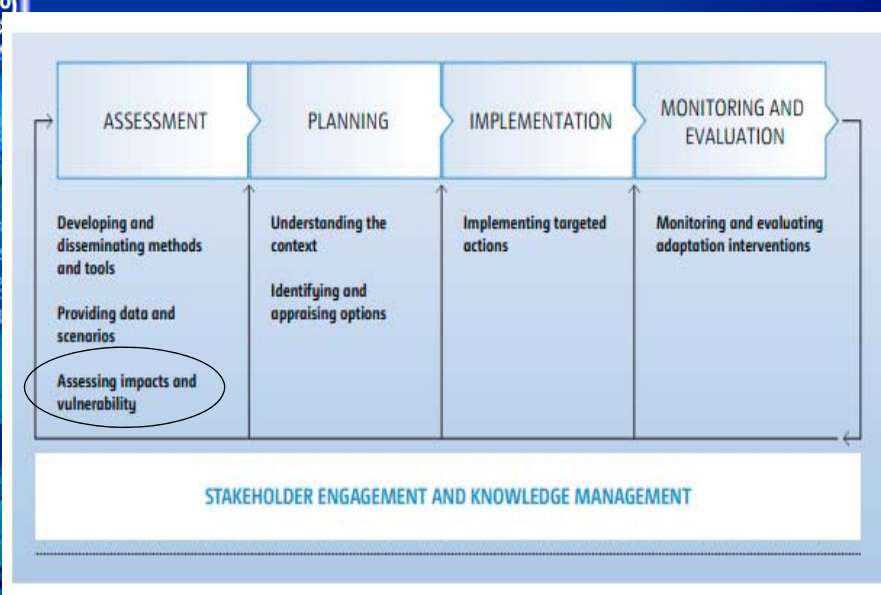 ASSESSMENT
PLANNING
IMPLEMENTATION
MONITORING AND
EVALUATION
Developing and
disseminating methods
and tools
Providing data and
scenarios
Assessing impacts and
vulnerability
Understanding the
context
Identifying and
appraising options
Implementing targeted
actions
Monitoring and evaluating
adaptation interventions
STAKEHOLDER ENGAGEMENT AND KNOWLEDGE MANAGEMENT